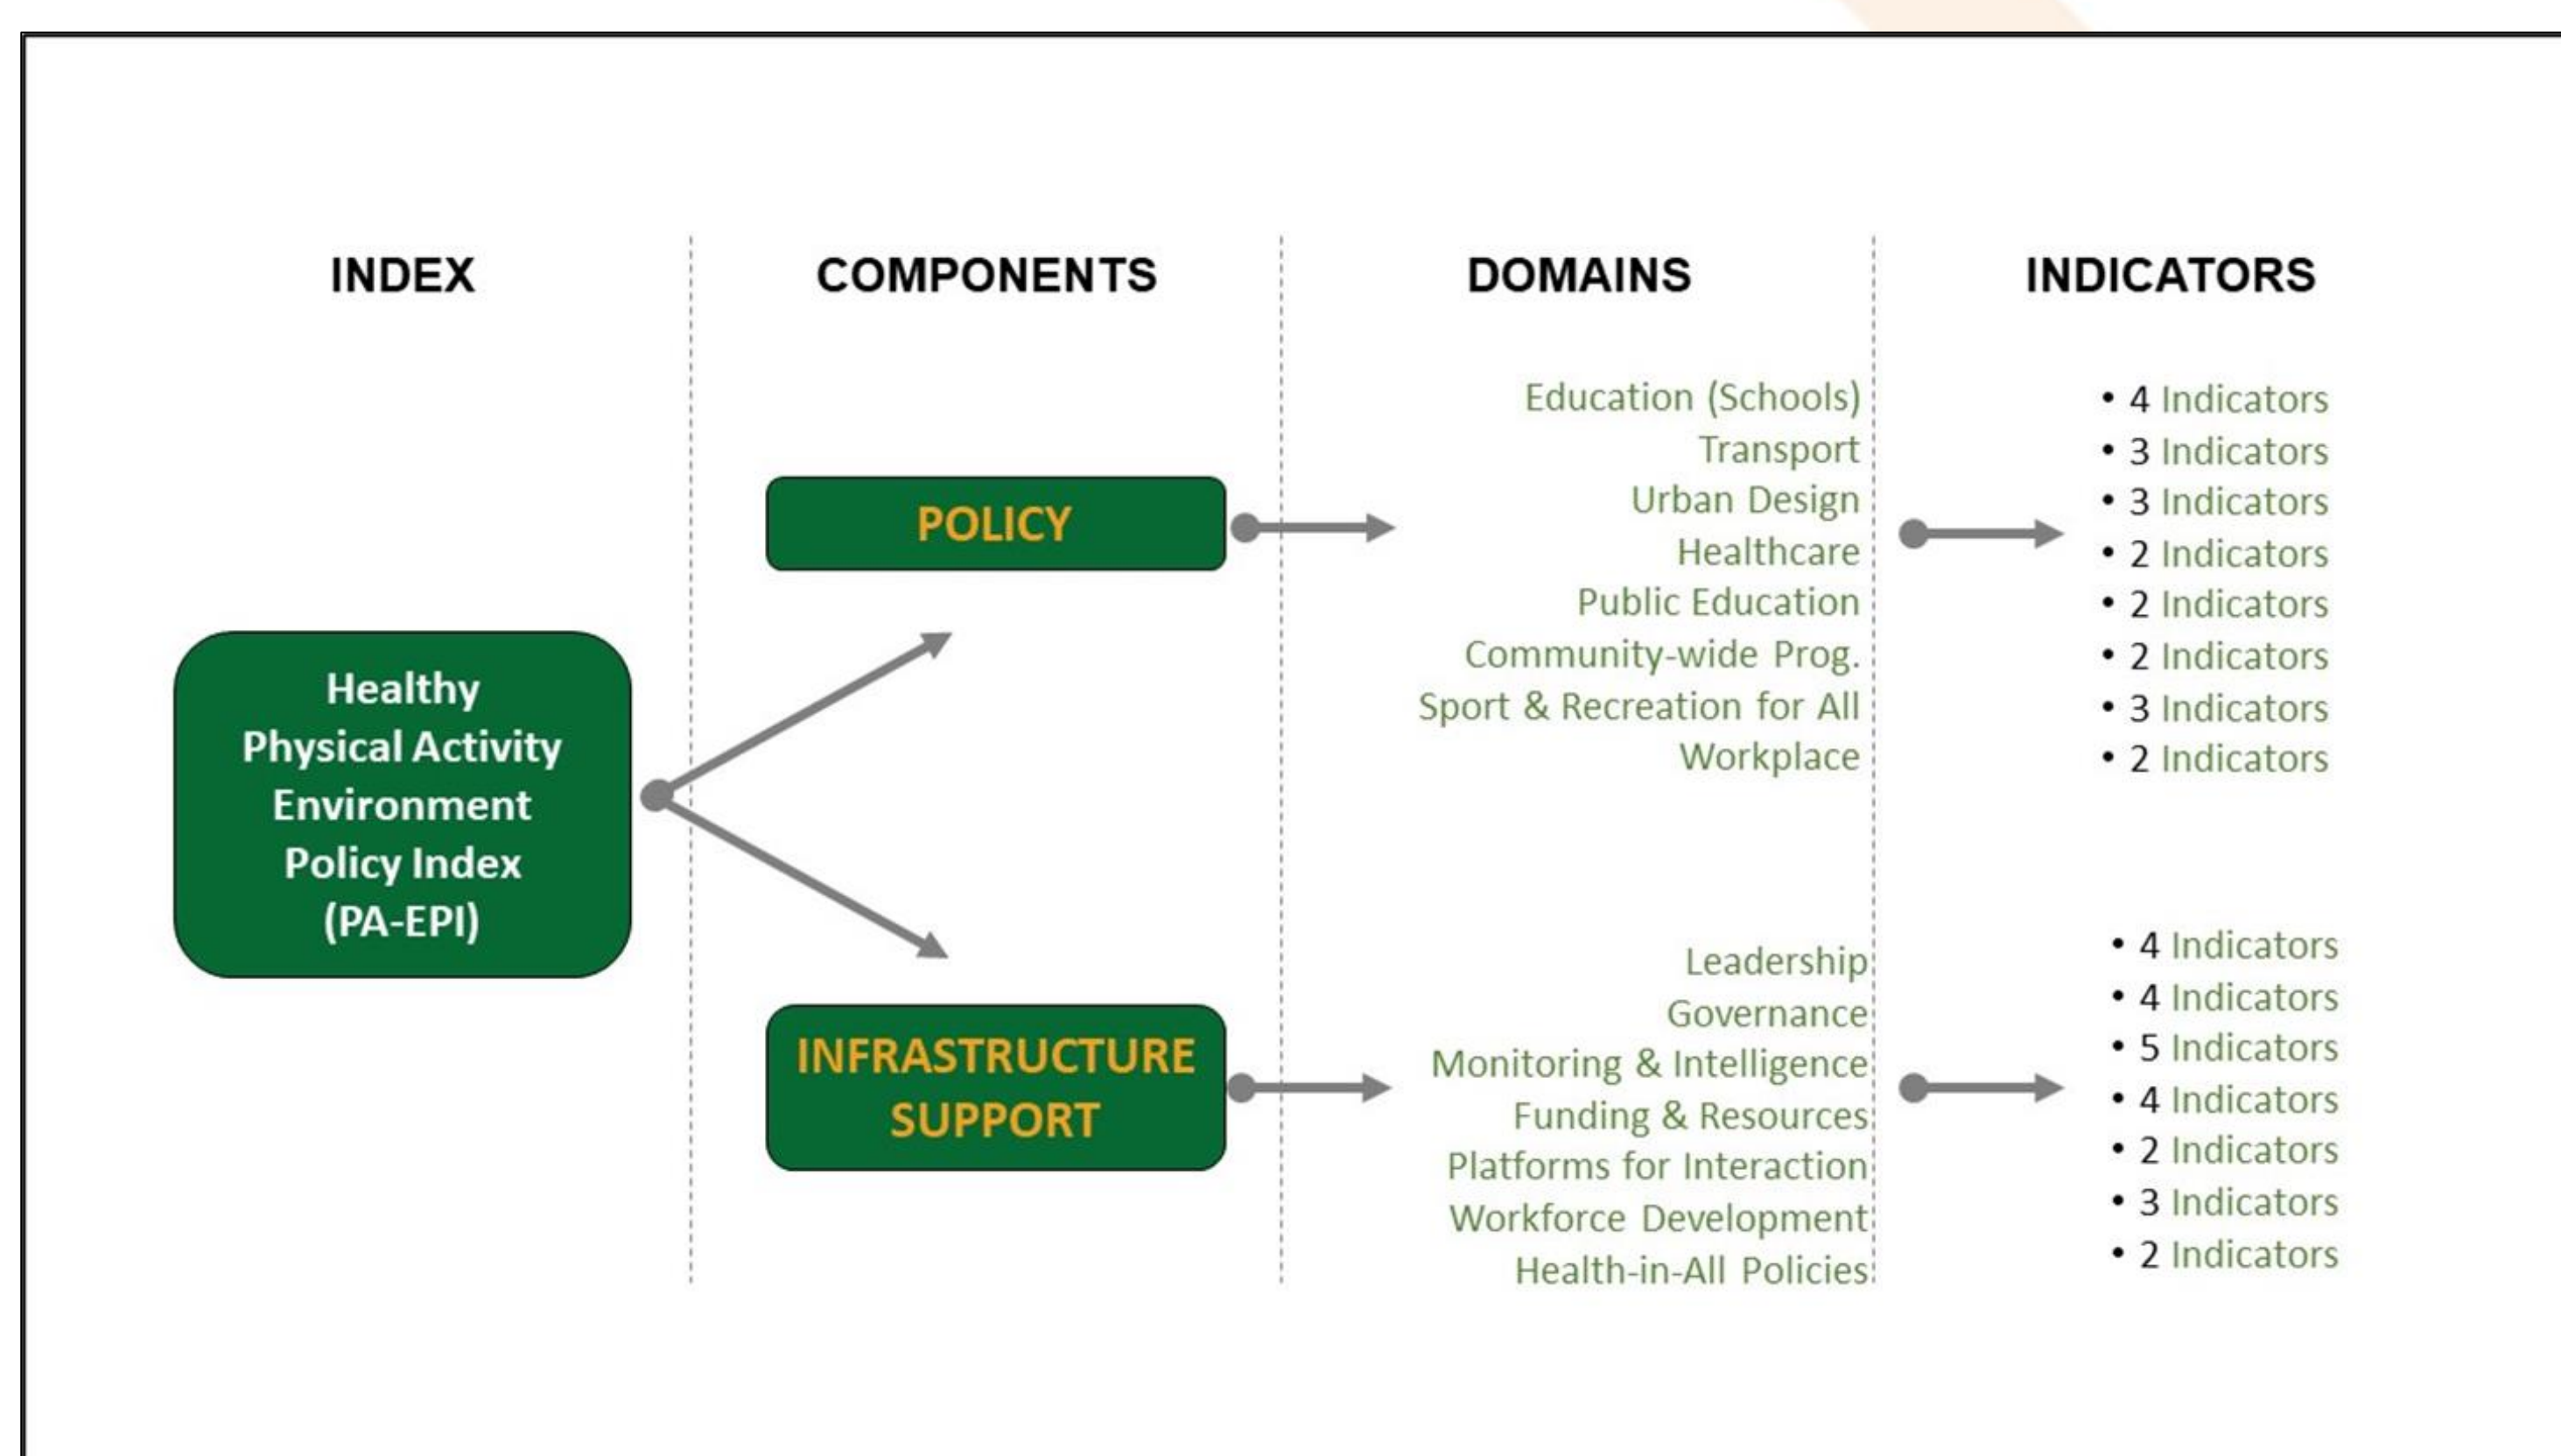 INDEX
COMPONENTS
DOMAINS
INDICATORS
Healthy
Physical Activity
Environment
Policy Index
(PA-EPI)
POLICY
Education (Schools)
Transport
Urban Design
Healthcare
Public Education
Community-wide Prog.
Sport & Recreation for All
Workplace
• 4 Indicators
• 3 Indicators
• 3 Indicators
• 2 Indicators
• 2 Indicators
• 2 Indicators
• 3 Indicators
• 2 Indicators
INFRASTRUCTURE
SUPPORT
Leadership
Governance
Monitoring & Intelligence
Funding & Resources
Platforms for Interaction
Workforce Development
Health-in-All Policies
• 4 Indicators
• 4 Indicators
• 5 Indicators
• 4 Indicators
• 2 Indicators
• 3 Indicators
• 2 Indicators